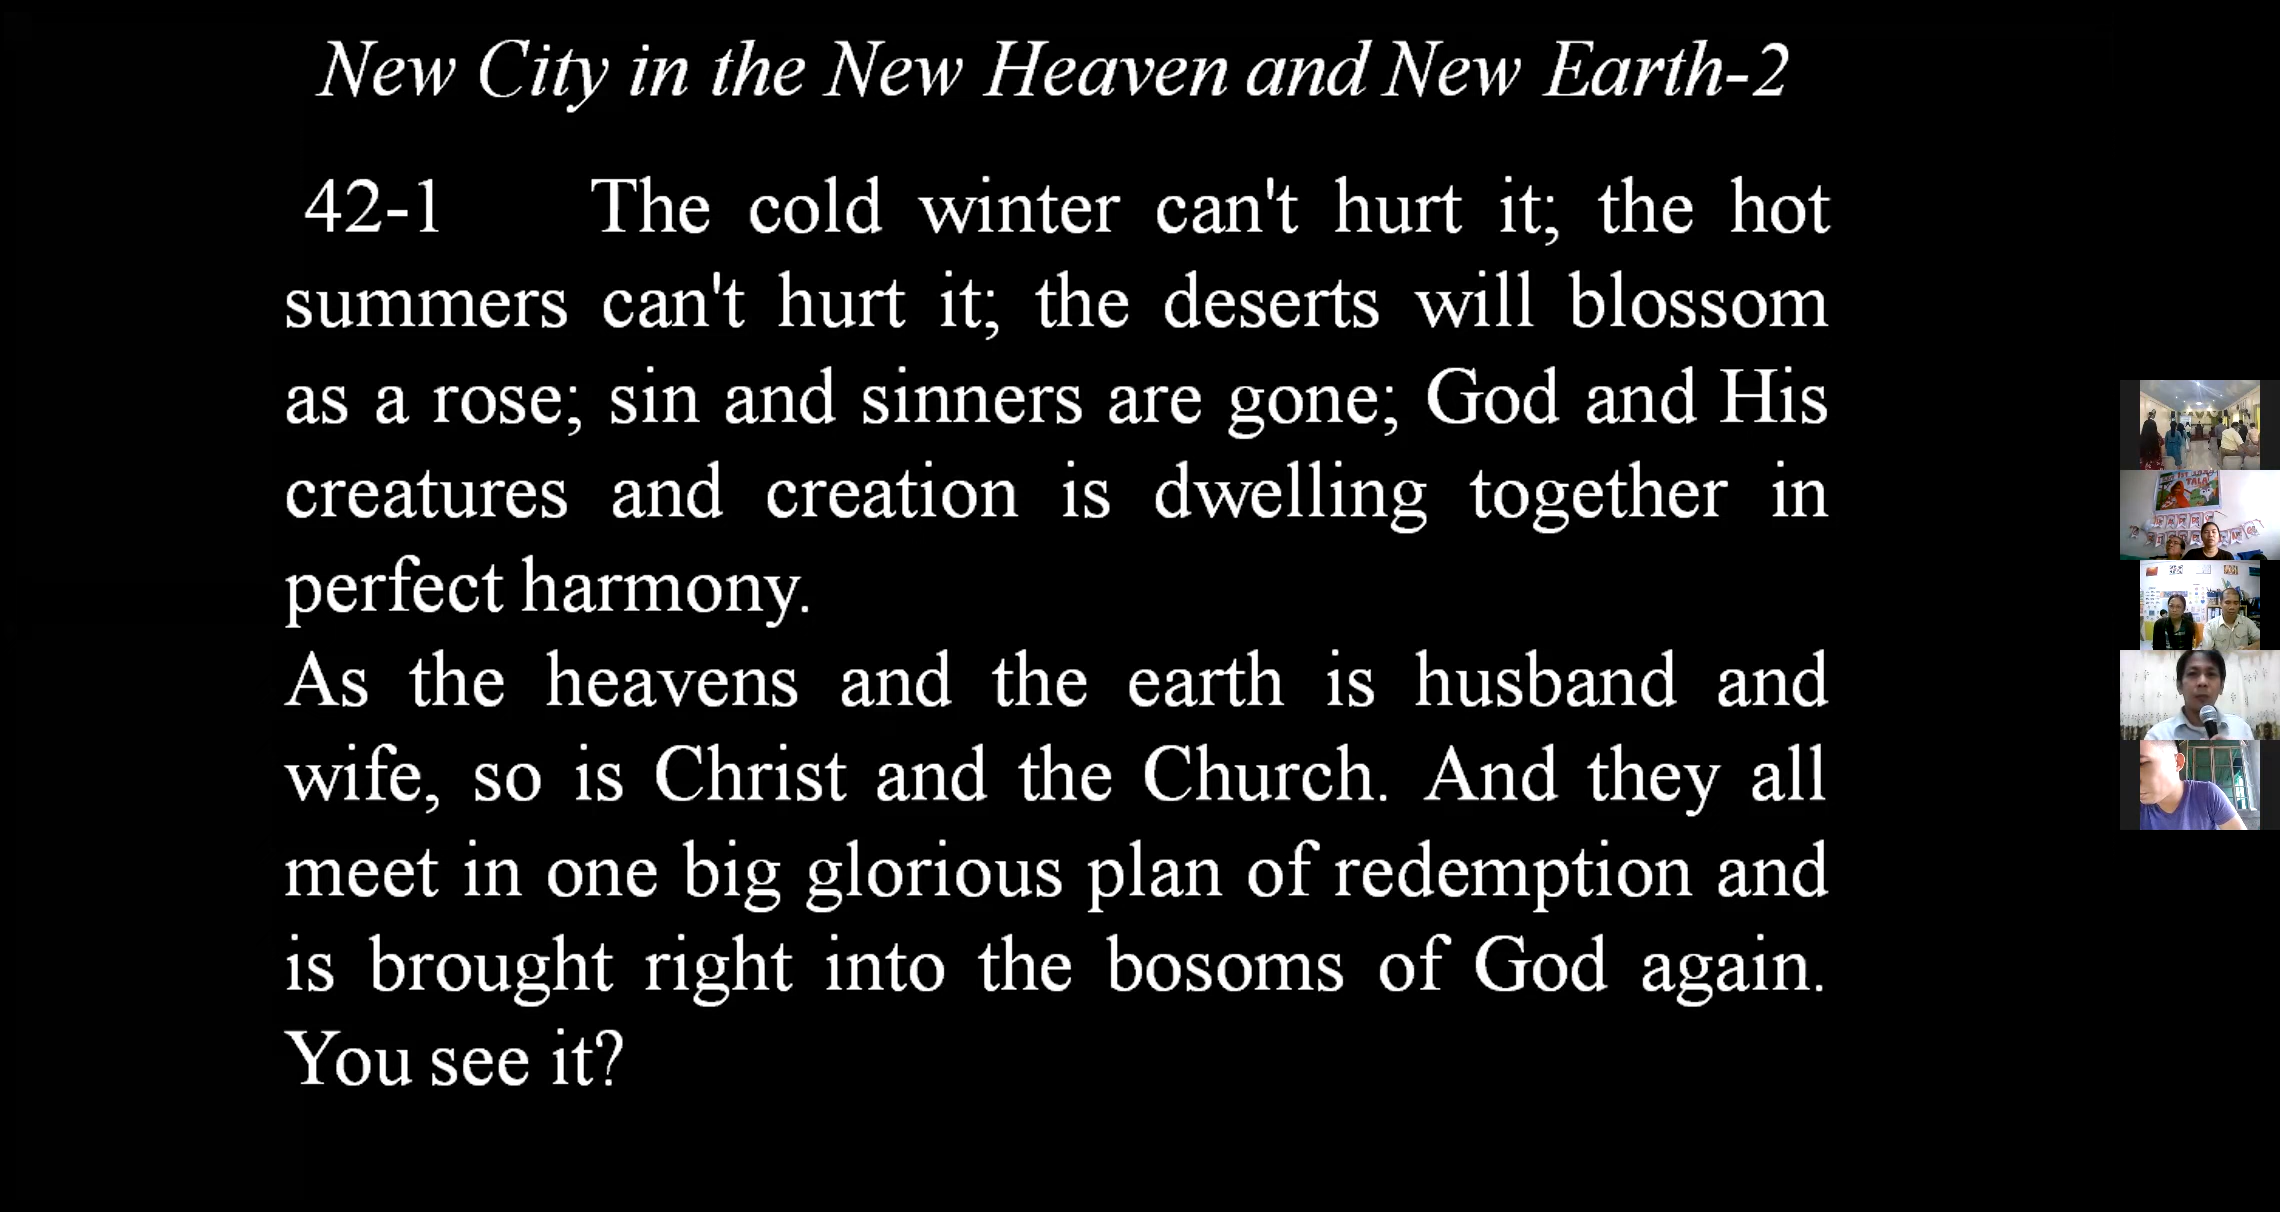 New City in the New Heaven and New Earth-2
42-1 The cold winter can't hurt it; the hot
summers can't hurt it; the deserts will blossom
as a rose; sin and sinners are gone; God and His
creatures and creation is dwelling together in
perfect harmony.
As the heavens and the earth is husband and
wife, so is Christ and the Church. And they all
meet in one big glorious plan of redemption and
is brought right into the bosoms of God again.
You see it?
TALA